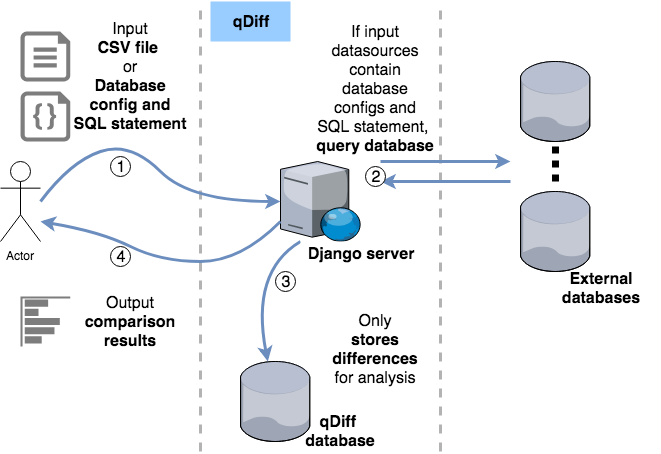 qDiff
Input
CSV file
or
Database
config and
SQL statement
If input
datasources
contain
database
configs and
SQL statement,
query database
1
2
Actor
4
Django server
3
External
databases
Output
comparison
results
Only
stores
differences
for analysis
qDiff
database